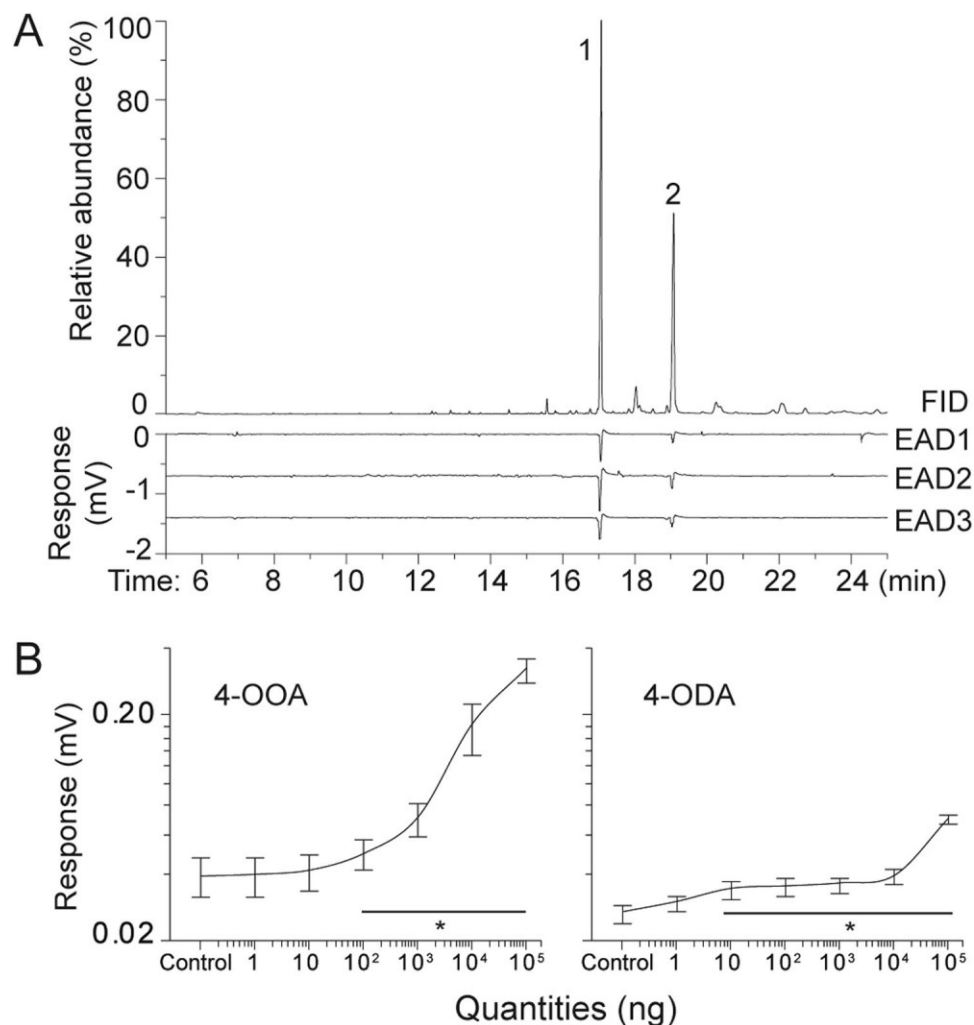 A
Relative abundance (%)
100
80
60
40
20
0
1
2
FID
Response
(mV)
0
-1
-2
EAD1
EAD2
EAD3
Time: 6 8 10 12 14 16 18 20 22 24 (min)
B
Response (mV)
0.20
0.02
4-OOA
*
Control 1 10 10² 10³ 10⁴ 10⁵
4-ODA
*
Control 1 10 10² 10³ 10⁴ 10⁵
Quantities (ng)